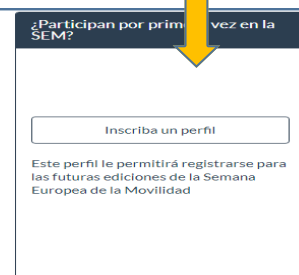 ¿Participan por primera vez en la
SEM?
Inscriba un perfil
Este perfil le permitirá registrarse para
las futuras ediciones de la Semana
Europea de la Movilidad